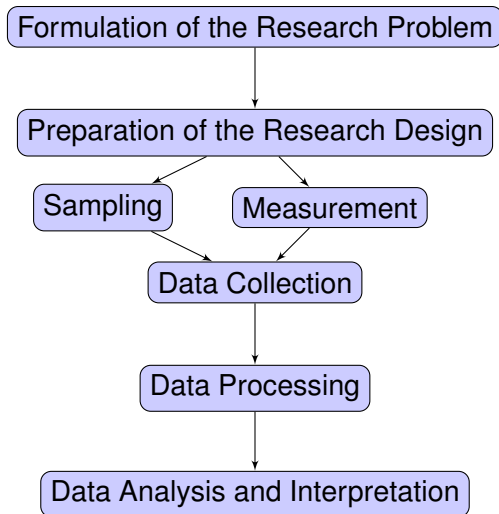 Formulation of the Research Problem
Preparation of the Research Design
Sampling
Measurement
Data Collection
Data Processing
Data Analysis and Interpretation